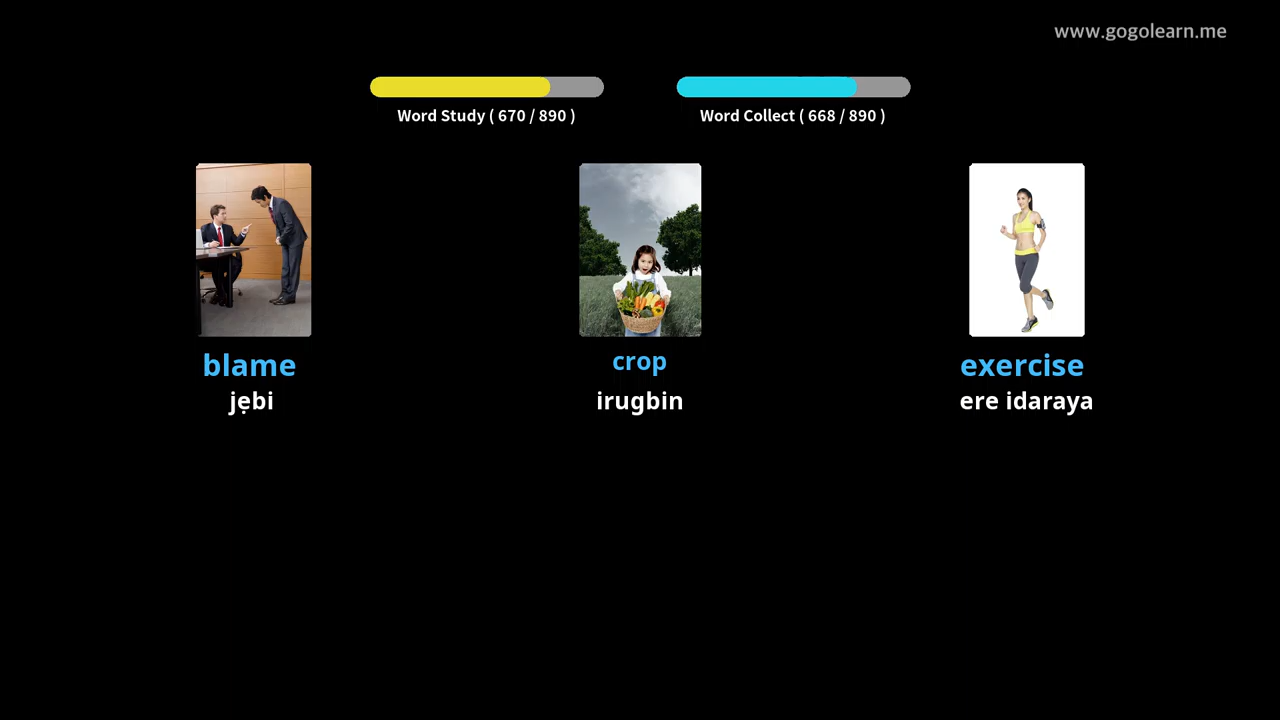 www.gogolearn.me
Word Study ( 670 / 890 )
Word Collect ( 668 / 890 )
blame
jẹbi
crop
irugbin
exercise
ere idaraya